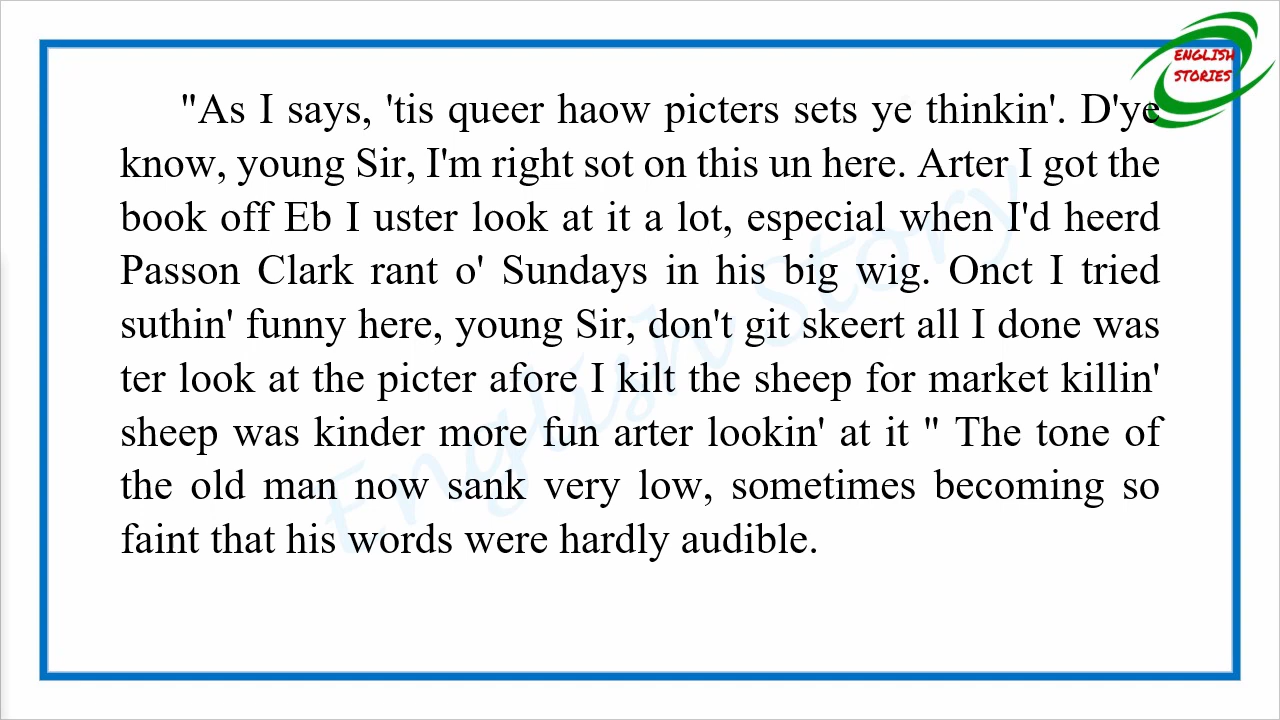 ENGLISH
STORIES
"As I says, 'tis queer haow picters sets ye thinkin'. D'ye
know, young Sir, I'm right sot on this un here. Arter I got the
book off Eb I uster look at it a lot, especial when I'd heerd
Passon Clark rant o' Sundays in his big wig. Onct I tried
suthin' funny here, young Sir, don't git skeert all I done was
ter look at the picter afore I kilt the sheep for market killin'
sheep was kinder more fun arter lookin' at it " The tone of
the old man now sank very low, sometimes becoming so
faint that his words were hardly audible.
English Story